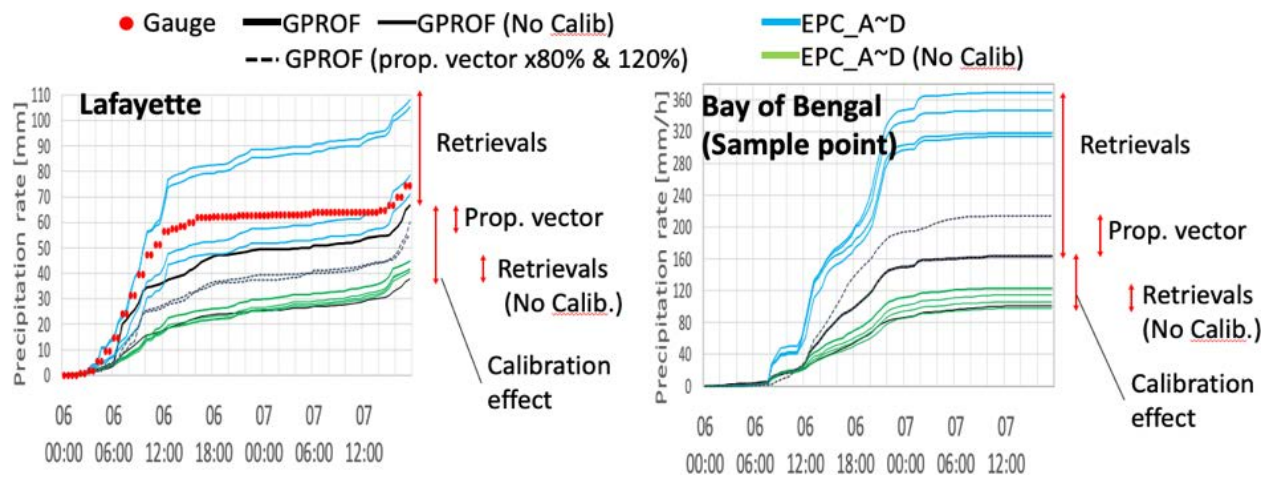 Gauge GPROF GPROF (No Calib) EPC_A~D
GPROF (prop. vector x80% & 120%) EPC_A~D (No Calib)
Lafayette
Precipitation rate [mm]
110
100
90
80
70
60
50
40
30
20
10
0
06 06 06 06 07 07 07
00:00 06:00 12:00 18:00 00:00 06:00 12:00
Retrievals
Prop. vector
Retrievals
(No Calib.)
Calibration
effect
Bay of Bengal
(Sample point)
Precipitation rate [mm/h]
360
320
280
240
200
160
120
80
40
0
06 06 06 06 07 07 07
00:00 06:00 12:00 18:00 00:00 06:00 12:00
Retrievals
Prop. vector
Retrievals
(No Calib.)
Calibration
effect